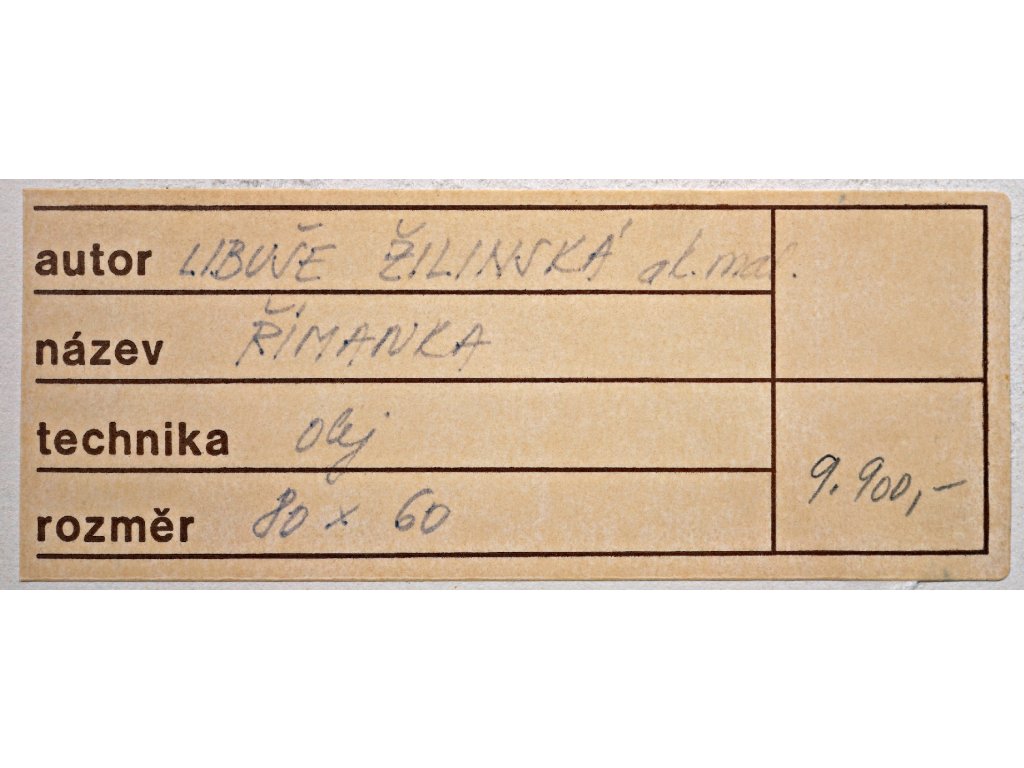 autor LIBUŠE ŽILINSKÁ ak. mal.
název ŘÍMANKA
technika olej
rozměr 80 x 60
9.900,-